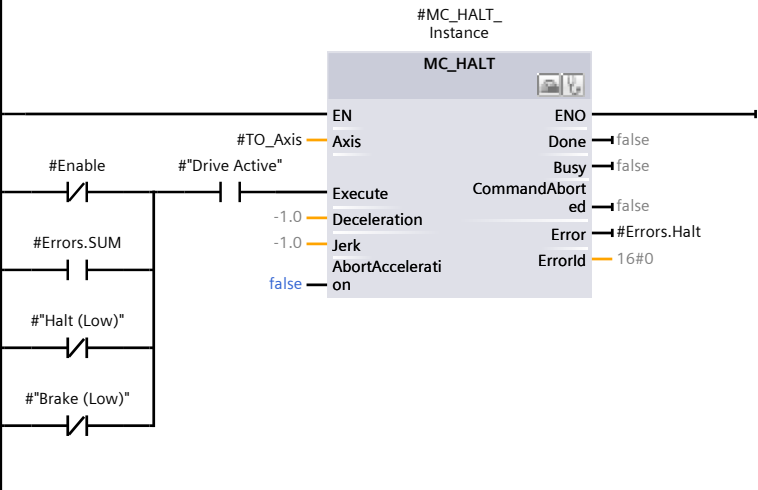 #MC_HALT_
Instance
MC_HALT
EN
ENO
#TO_Axis
Axis
Done
false
#Enable
#"Drive Active"
Busy
false
Execute
CommandAbort
ed
false
-1.0
Deceleration
#Errors.SUM
-1.0
Jerk
Error
#Errors.Halt
AbortAccelerati
on
false
ErrorId
16#0
#"Halt (Low)"
#"Brake (Low)"